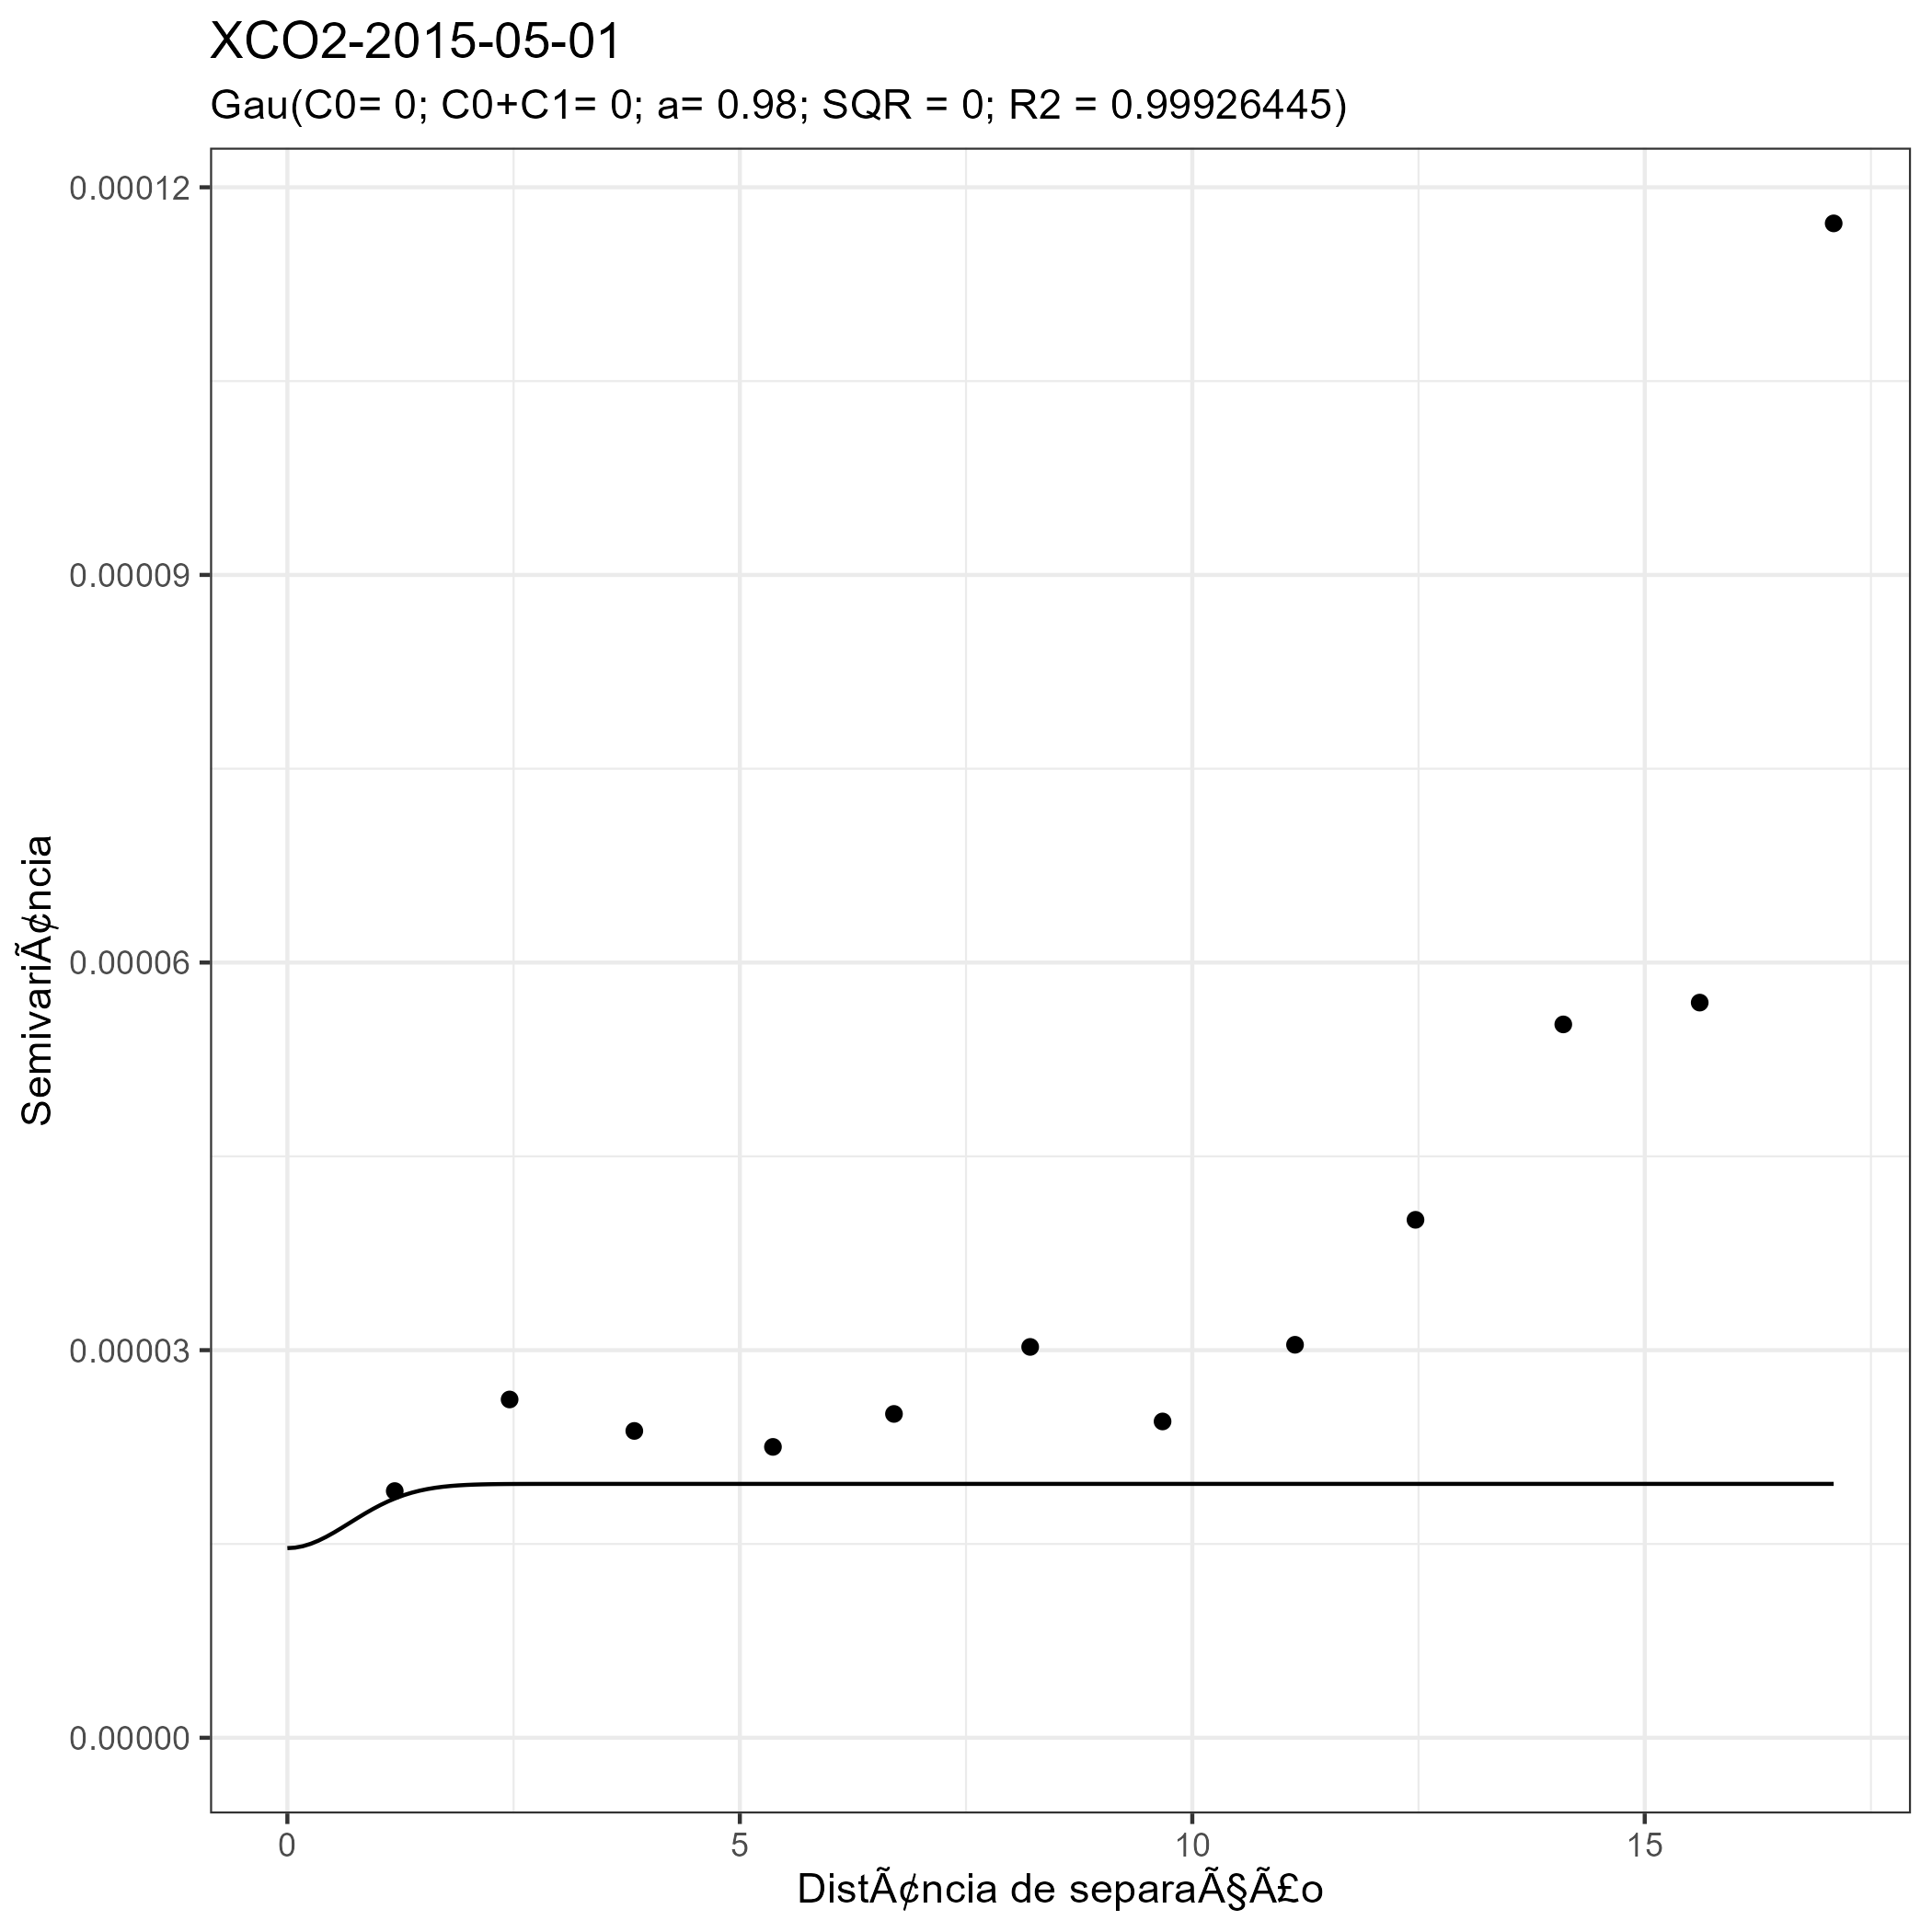 XCO2-2015-05-01
Gau(C0= 0; C0+C1= 0; a= 0.98; SQR = 0; R2 = 0.99926445)
0.00012
0.00009
0.00006
0.00003
0.00000
SemivariÃ¢ncia
0
5
10
15
DistÃ¢ncia de separaÃ§Ã£o